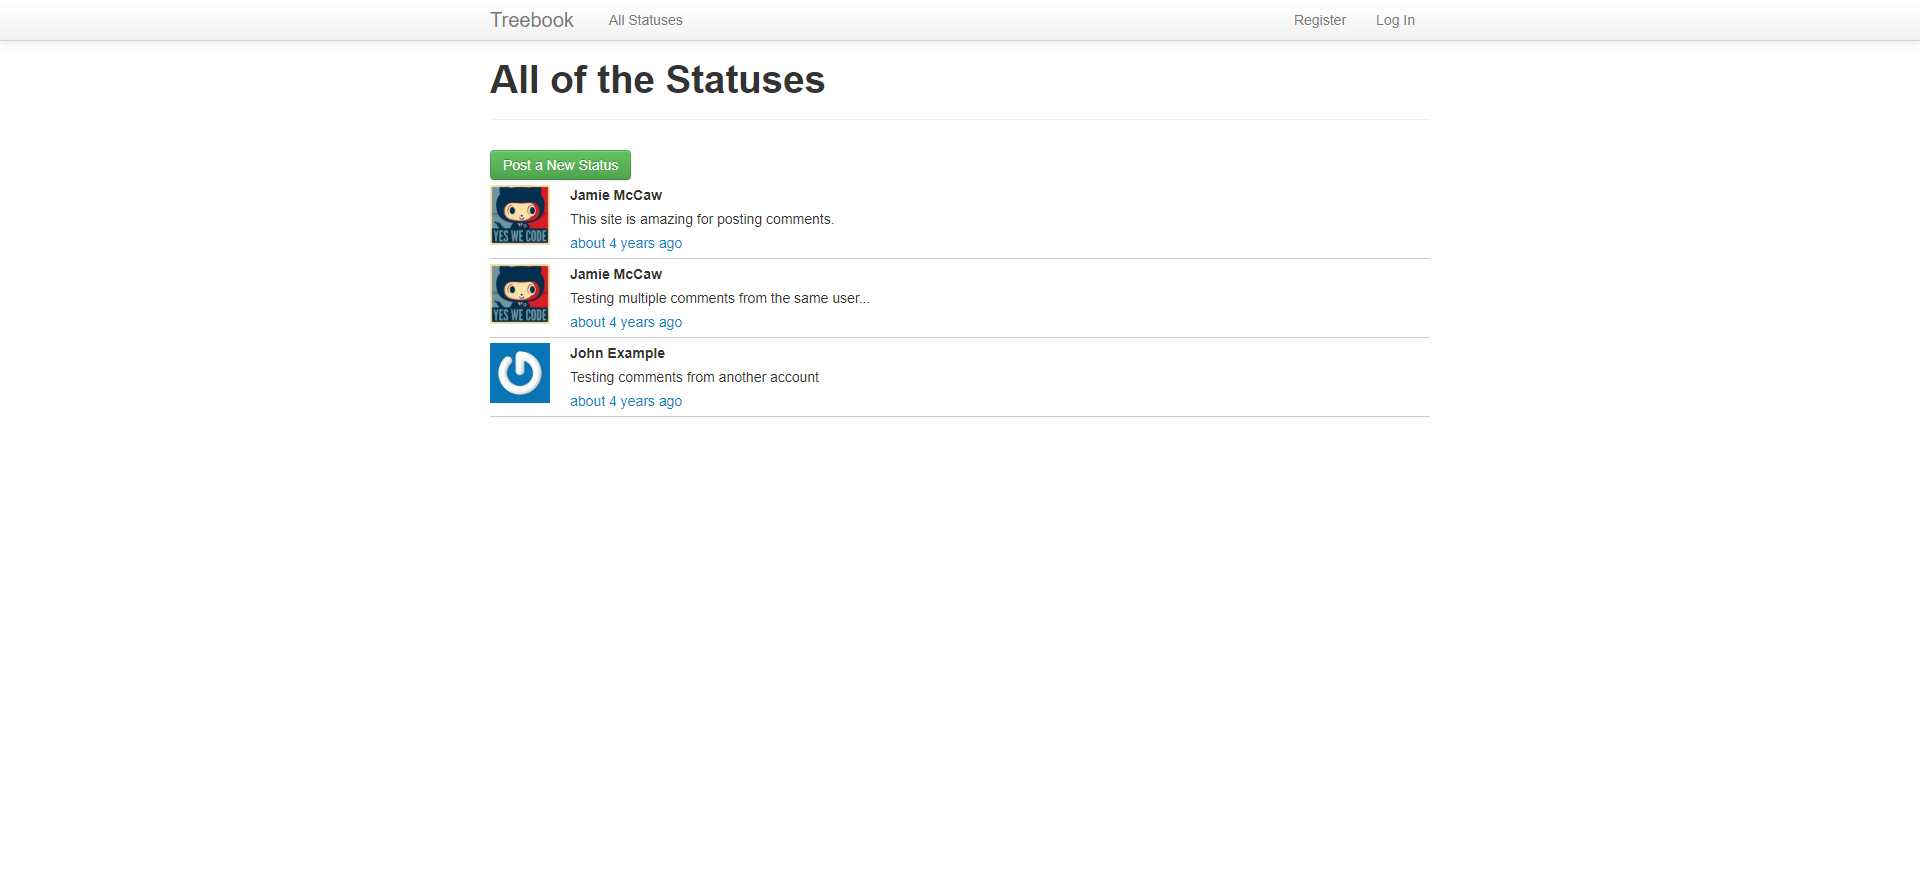 Treebook All Statuses Register Log In
All of the Statuses
Post a New Status
YES WE CODE
Jamie McCaw
This site is amazing for posting comments.
about 4 years ago
YES WE CODE
Jamie McCaw
Testing multiple comments from the same user...
about 4 years ago
John Example
Testing comments from another account
about 4 years ago